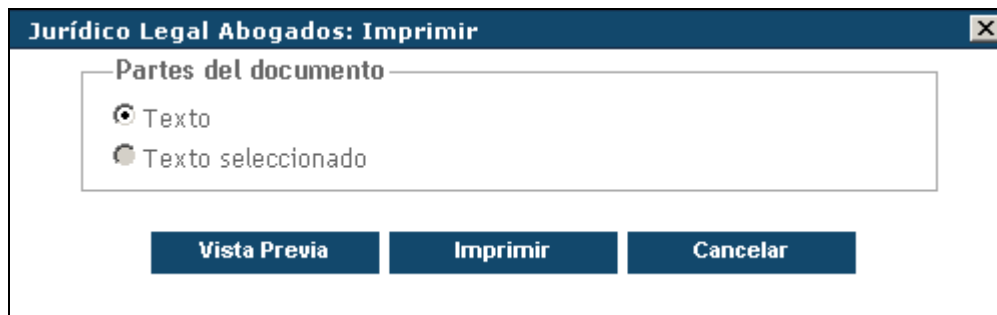 Jurídico Legal Abogados: Imprimir
Partes del documento
Texto
Texto seleccionado
Vista Previa Imprimir Cancelar